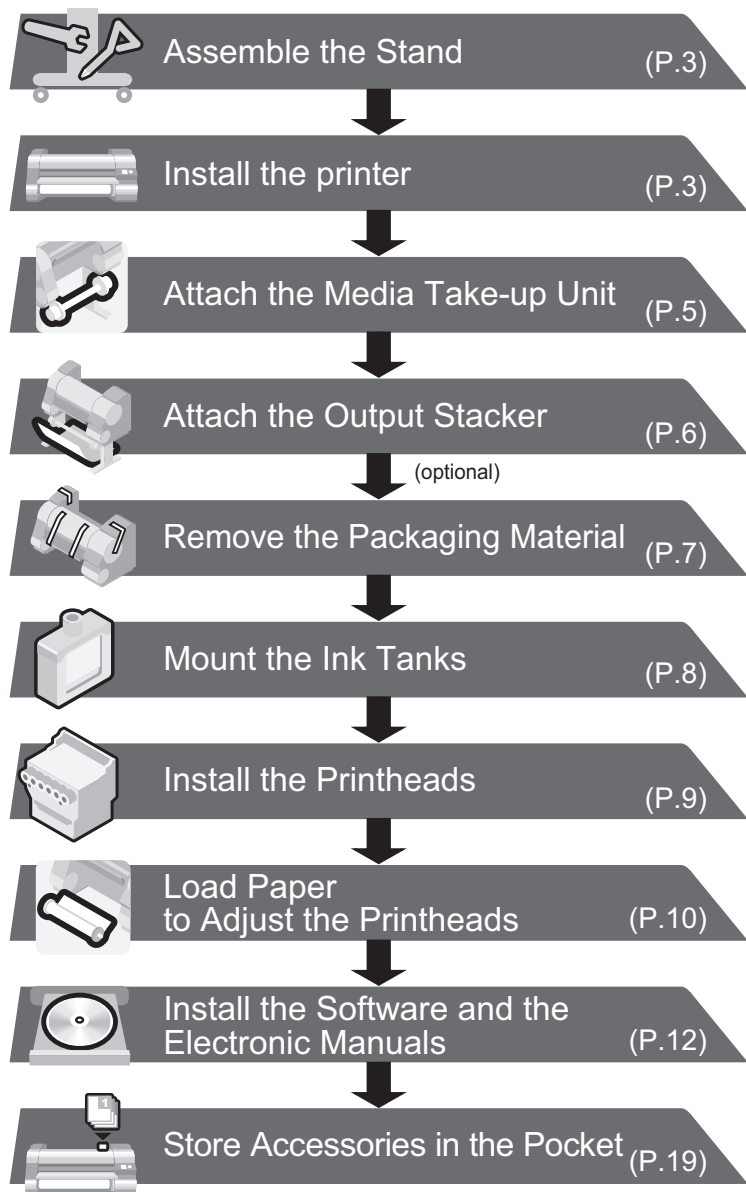 Assemble the Stand
(P.3)
Install the printer
(P.3)
Attach the Media Take-up Unit
(P.5)
Attach the Output Stacker
(P.6)
(optional)
Remove the Packaging Material
(P.7)
Mount the Ink Tanks
(P.8)
Install the Printheads
(P.9)
Load Paper
to Adjust the Printheads
(P.10)
Install the Software and the
Electronic Manuals
(P.12)
1
Store Accessories in the Pocket
(P.19)